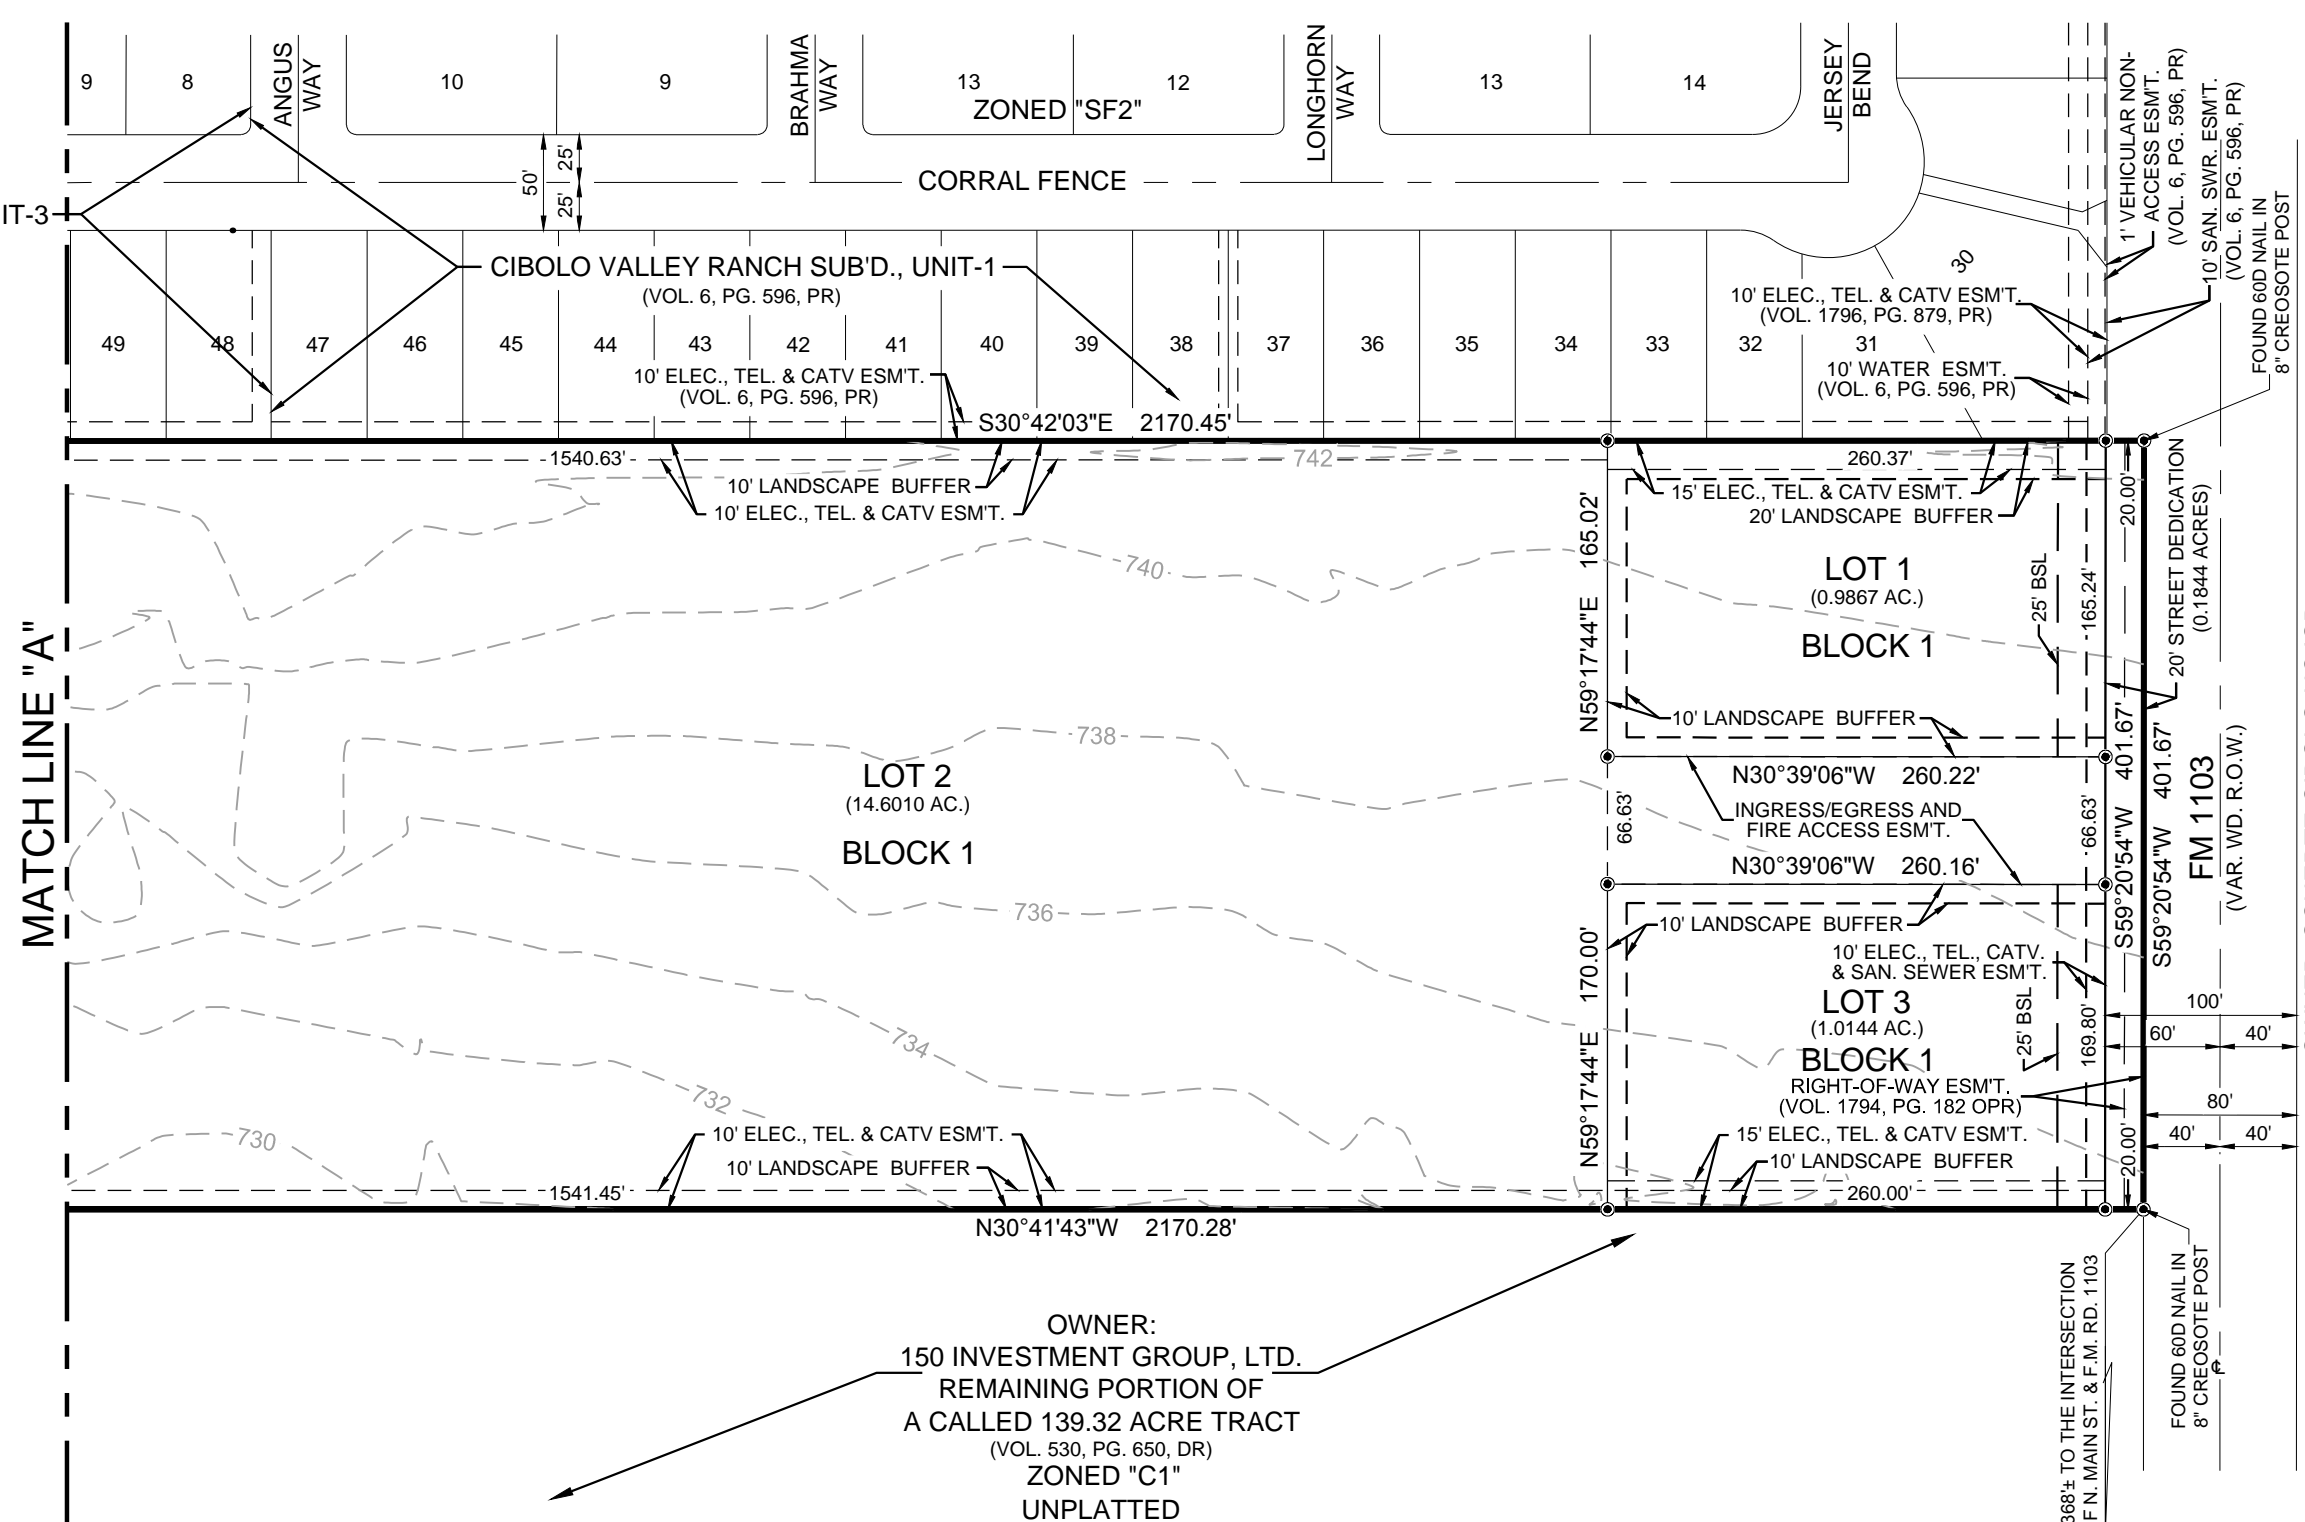 9
8
ANGUS
WAY
10
9
BRAHMA
WAY
13
12
ZONED "SF2"
LONGHORN
WAY
13
14
JERSEY
BEND
1' VEHICULAR NON-
ACCESS ESM'T.
(VOL. 6, PG. 596, PR)
10' SAN. SWR. ESM'T.
(VOL. 6, PG. 596, PR)
FOUND 60D NAIL IN
8" CREOSOTE POST
50'
25'
25'
CORRAL FENCE
IT-3
CIBOLO VALLEY RANCH SUB'D., UNIT-1
(VOL. 6, PG. 596, PR)
30
10' ELEC., TEL. & CATV ESM'T.
(VOL. 1796, PG. 879, PR)
49
48
47
46
45
44
43
42
41
40
39
38
37
36
35
34
33
32
31
10' ELEC., TEL. & CATV ESM'T.
(VOL. 6, PG. 596, PR)
10' WATER ESM'T.
(VOL. 6, PG. 596, PR)
S30°42'03"E 2170.45'
1540.63'
742
260.37'
10' LANDSCAPE BUFFER
10' ELEC., TEL. & CATV ESM'T.
15' ELEC., TEL. & CATV ESM'T.
20' LANDSCAPE BUFFER
20.00'
20' STREET DEDICATION
(0.1844 ACRES)
N59°17'44"E 165.02'
740
LOT 1
(0.9867 AC.)
BLOCK 1
25' BSL
165.24'
MATCH LINE "A"
10' LANDSCAPE BUFFER
738
LOT 2
(14.6010 AC.)
BLOCK 1
N30°39'06"W 260.22'
INGRESS/EGRESS AND
FIRE ACCESS ESM'T.
66.63'
66.63'
N30°39'06"W 260.16'
S59°20'54"W 401.67'
S59°20'54"W 401.67'
FM 1103
(VAR. WD. R.O.W.)
736
10' LANDSCAPE BUFFER
10' ELEC., TEL., CATV.
& SAN. SEWER ESM'T.
N59°17'44"E 170.00'
LOT 3
(1.0144 AC.)
BLOCK 1
25' BSL
169.80'
100'
60'
40'
734
RIGHT-OF-WAY ESM'T.
(VOL. 1794, PG. 182 OPR)
80'
40'
40'
732
730
10' ELEC., TEL. & CATV ESM'T.
10' LANDSCAPE BUFFER
15' ELEC., TEL. & CATV ESM'T.
10' LANDSCAPE BUFFER
20.00'
1541.45'
260.00'
N30°41'43"W 2170.28'
OWNER:
150 INVESTMENT GROUP, LTD.
REMAINING PORTION OF
A CALLED 139.32 ACRE TRACT
(VOL. 530, PG. 650, DR)
ZONED "C1"
UNPLATTED
368'± TO THE INTERSECTION
F N. MAIN ST. & F.M. RD. 1103
FOUND 60D NAIL IN
8" CREOSOTE POST
℄